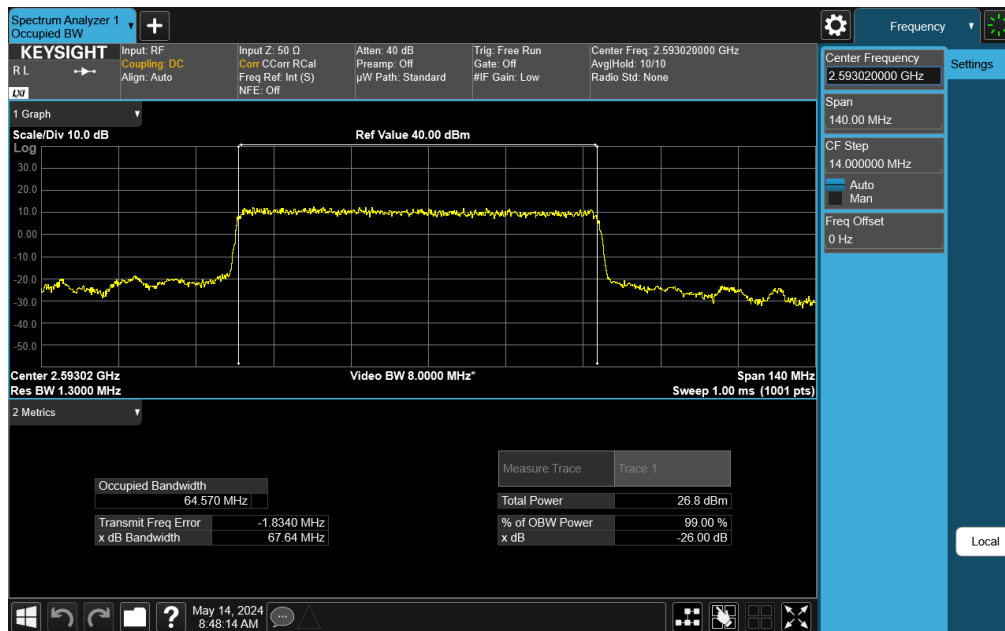 Spectrum Analyzer 1
Occupied BW
Frequency
KEYSIGHT
R L
LXI
Input: RF
Coupling: DC
Align: Auto
Input Z: 50 Ω
Corr CCorr RCal
Freq Ref: Int (S)
NFE: Off
Atten: 40 dB
Preamp: Off
µW Path: Standard
Trig: Free Run
Gate: Off
#IF Gain: Low
Center Freq: 2.593020000 GHz
Avg|Hold: 10/10
Radio Std: None
Center Frequency
2.593020000 GHz
Settings
Span
140.00 MHz
CF Step
14.000000 MHz
Auto
Man
Freq Offset
0 Hz
1 Graph
Scale/Div 10.0 dB
Ref Value 40.00 dBm
Log
30.0
20.0
10.0
0.00
-10.0
-20.0
-30.0
-40.0
-50.0
Center 2.59302 GHz
Video BW 8.0000 MHz*
Span 140 MHz
Res BW 1.3000 MHz
Sweep 1.00 ms (1001 pts)
2 Metrics
Measure Trace
Trace 1
Occupied Bandwidth
64.570 MHz
Total Power
26.8 dBm
Transmit Freq Error
-1.8340 MHz
% of OBW Power
99.00 %
x dB Bandwidth
67.64 MHz
x dB
-26.00 dB
Local
?
May 14, 2024
8:48:14 AM